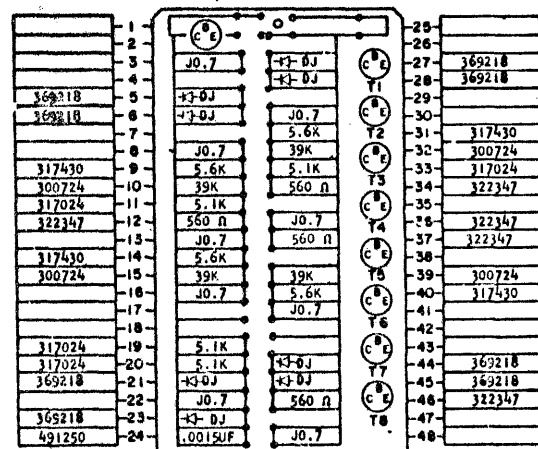 -1- C B E -25-
-2- -26-
-3- J0.7 DJ C B E -27- 369218
-4- DJ T1 -28- 369218
369218 -5- DJ -29-
369218 -6- DJ J0.7 C B E -30-
-7- 5.6K T2 -31- 317430
-8- J0.7 39K -32- 300724
317430 -9- 5.6K 5.1K C B E -33- 317024
300724 -10- 39K 560 Ω T3 -34- 322347
317024 -11- 5.1K -35-
322347 -12- 560 Ω J0.7 C B E -36- 322347
-13- J0.7 560 Ω T4 -37- 322347
317430 -14- 5.6K C B E -38-
300724 -15- 39K 39K T5 -39- 300724
-16- J0.7 5.6K C B E -40- 317430
-17- J0.7 -41-
-18- T6 -42-
317024 -19- 5.1K C B E -43-
317024 -20- 5.1K DJ T7 -44- 369218
369218 -21- DJ DJ -45- 369218
-22- J0.7 560 Ω C B E -46- 322347
369218 -23- DJ T8 -47-
491250 -24- .0015UF J0.7 -48-